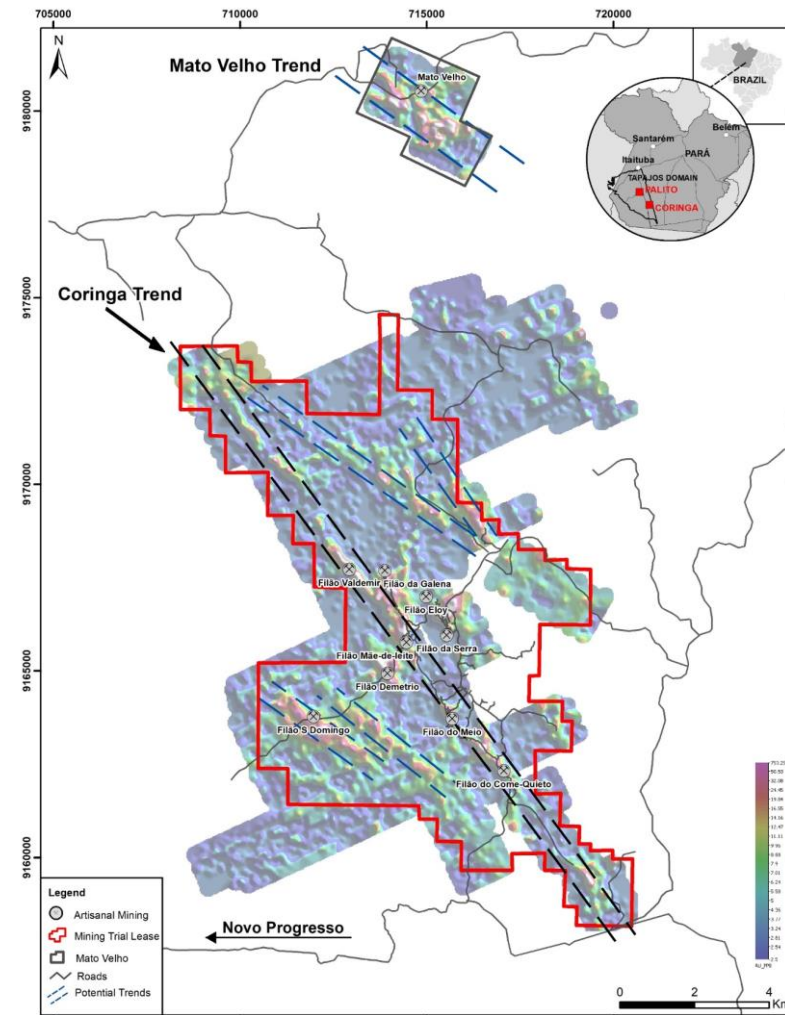 705000
710000
715000
720000
N
Mato Velho Trend
Mato Velho
BRAZIL
9180000
Belém
Santarém
PARÁ
Itaituba
TAPAJOS DOMAIN
PALITO
CORINGA
9175000
Coringa Trend
9170000
Filão Valdemir
Filão da Galena
Filão Eloy
Filão da Serra
Filão Mãe-de-leite
9165000
Filão Demetrio
Filão S Domingo
Filão do Meio
Filão do Come-Quieto
9160000
Legend
Artisanal Mining
Mining Trial Lease
Mato Velho
Roads
Potential Trends
Novo Progresso
0 2 4
Km